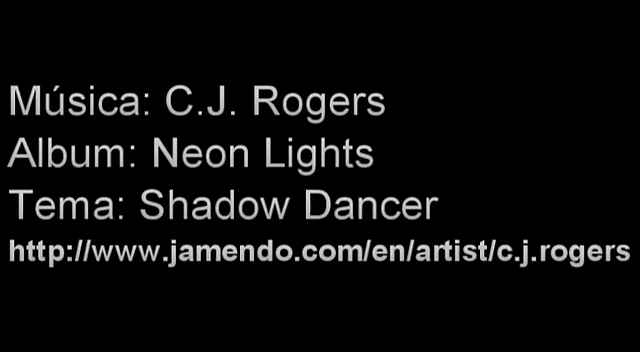 Música: C.J. Rogers
Album: Neon Lights
Tema: Shadow Dancer
http://www.jamendo.com/en/artist/c.j.rogers